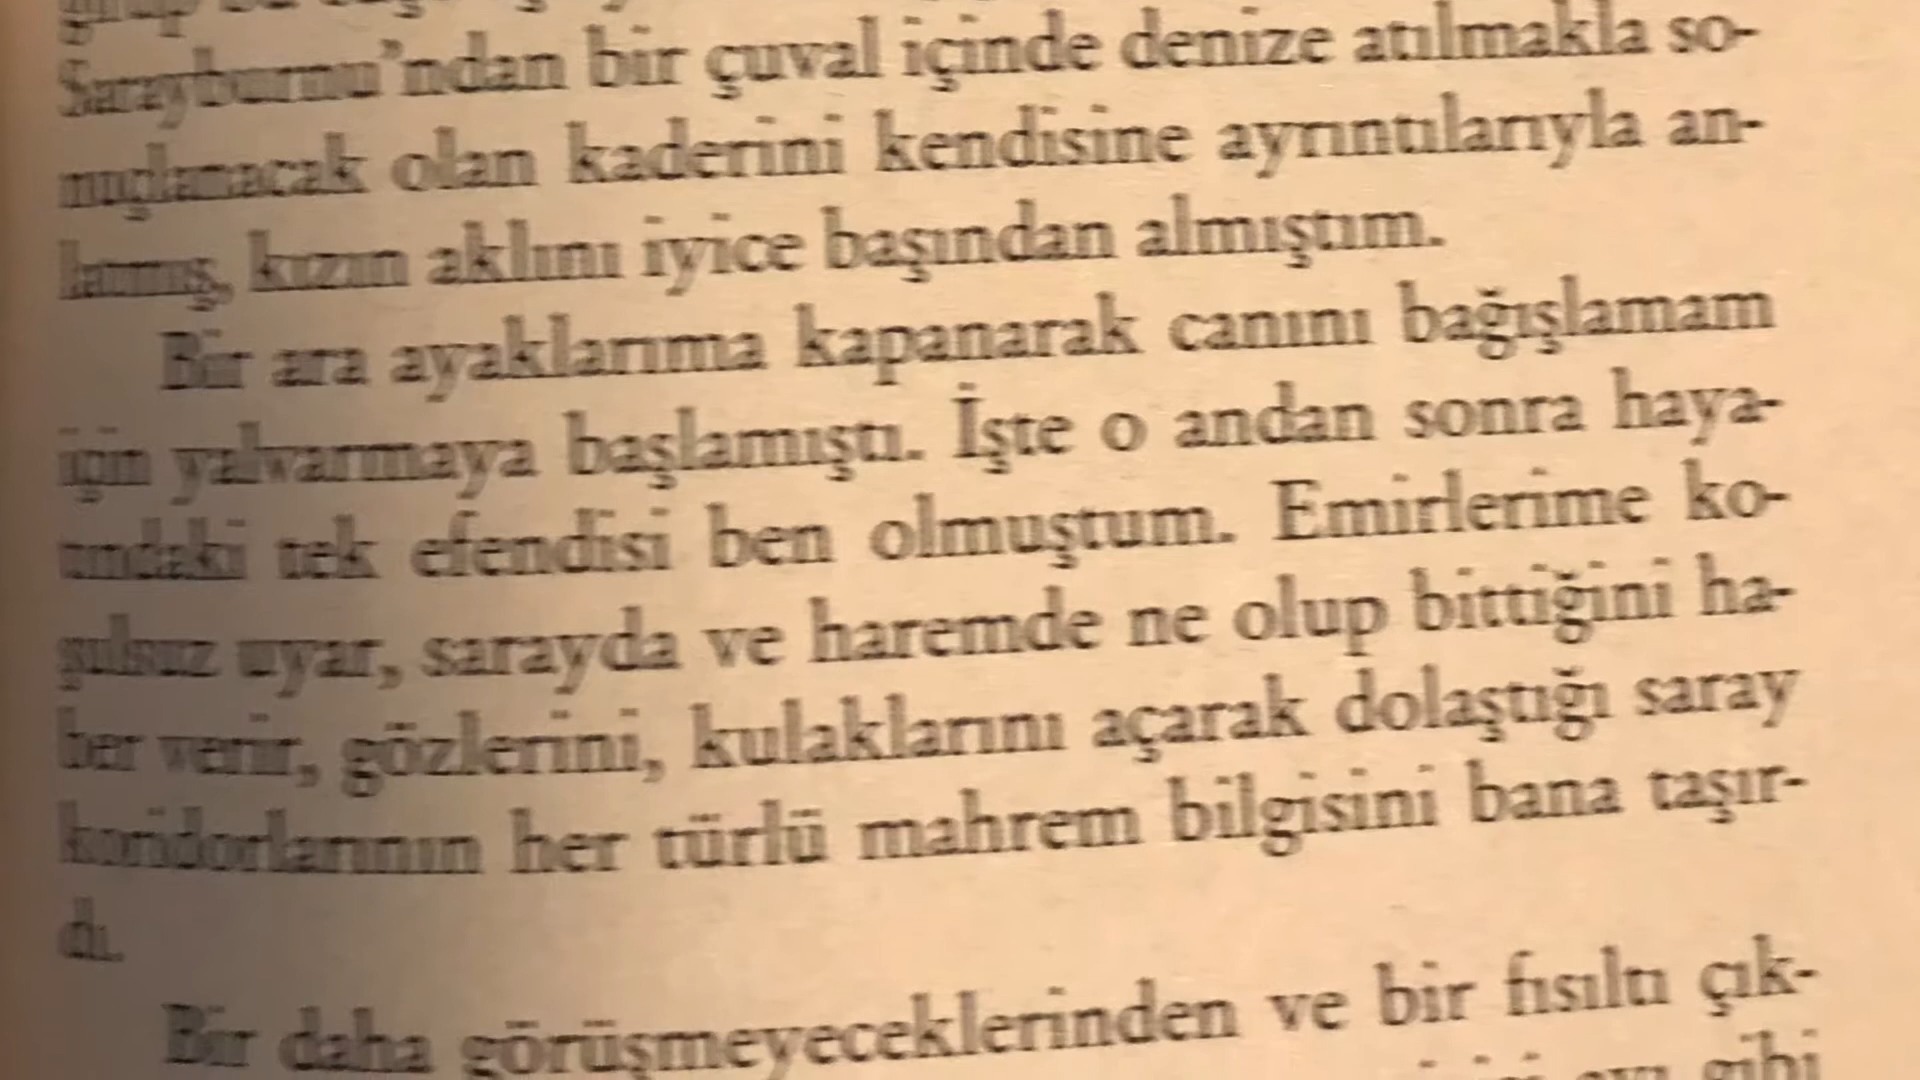 Sarayburnu'ndan bir çuval içinde denize atılmakla so-
nuçlanacak olan kaderini kendisine ayrıntılarıyla an-
latmış, kızın aklını iyice başından almıştım.
Bir ara ayaklarıma kapanarak canını bağışlamam
için yalvarmaya başlamıştı. İşte o andan sonra haya-
tındaki tek efendisi ben olmuştum. Emirlerime ko-
şulsuz uyar, sarayda ve haremde ne olup bittiğini ha-
ber verir, gözlerini, kulaklarını açarak dolaştığı saray
koridorlarının her türlü mahrem bilgisini bana taşır-
dı.
Bir daha görüşmeyeceklerinden ve bir fısıltı çık-
gibi